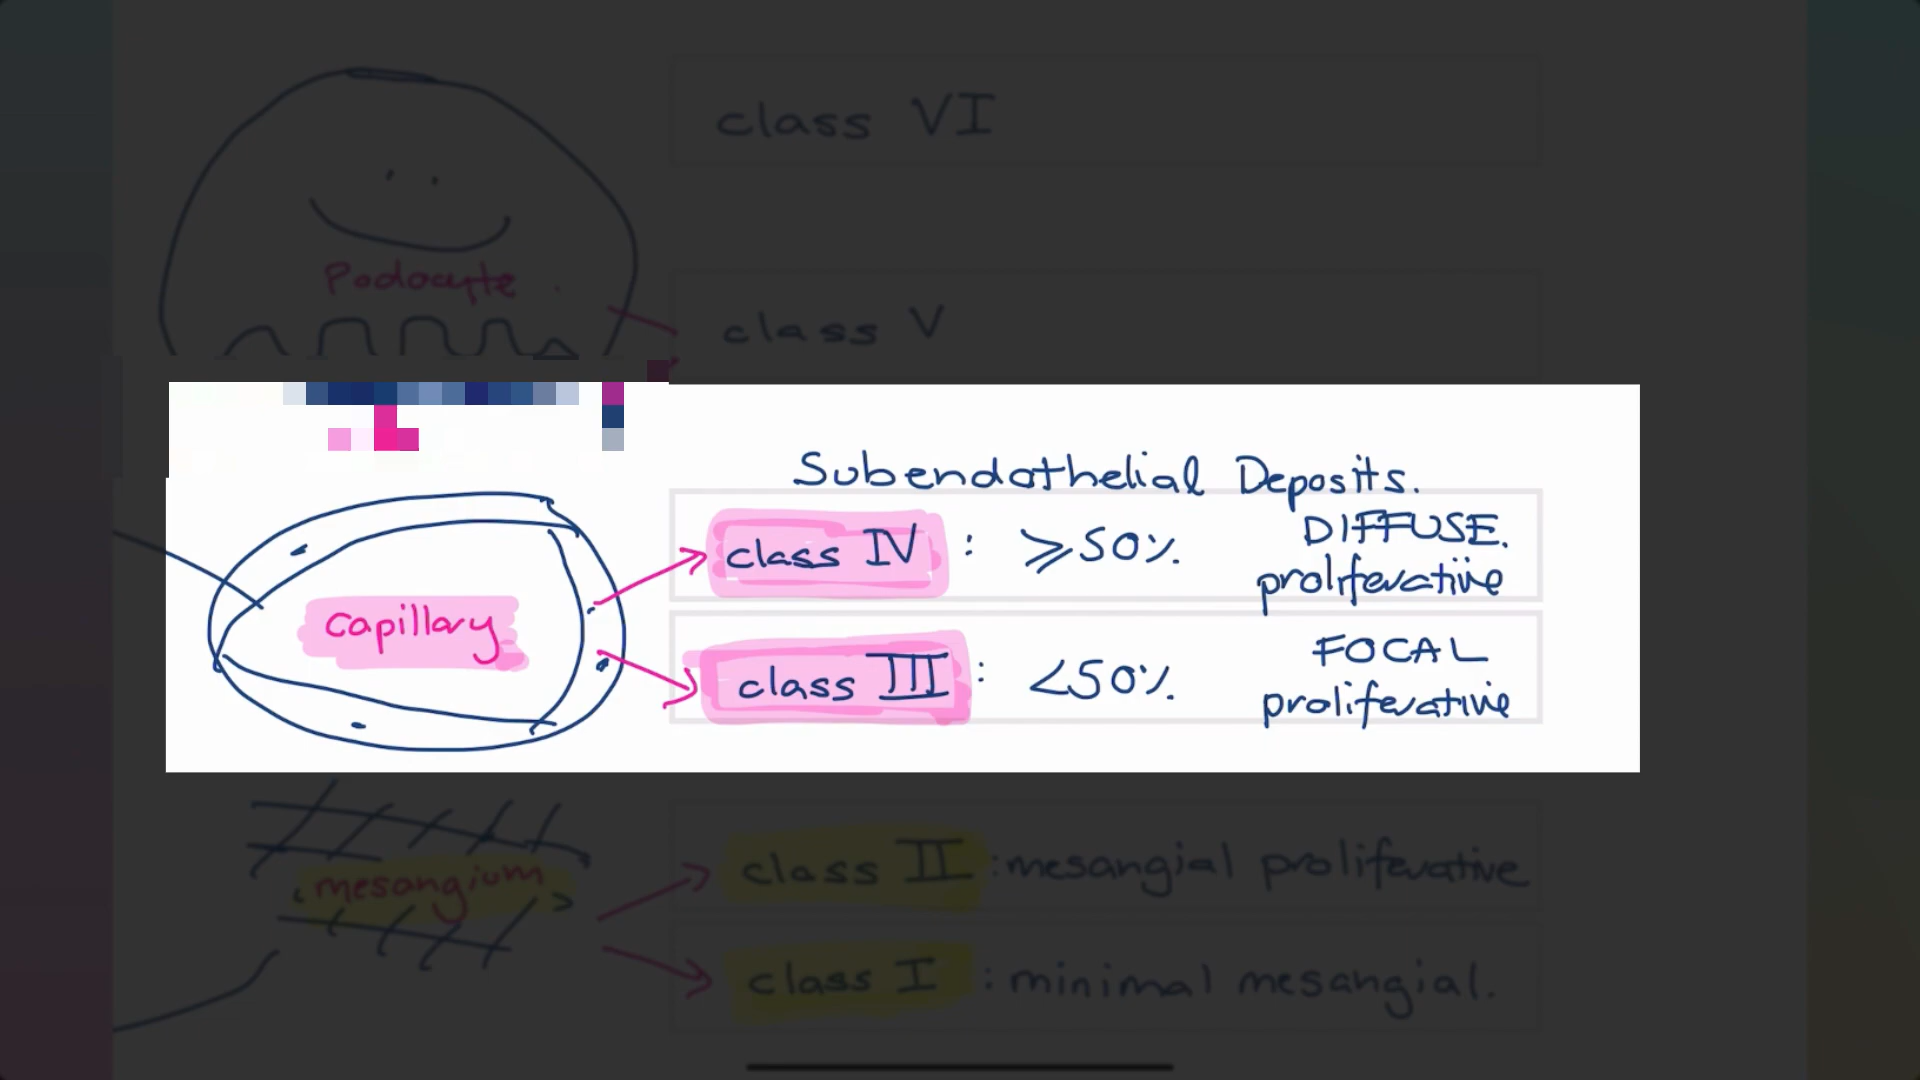 class VI
Podocyte
class V
Subendothelial Deposits.
class IV : ⩾50% DIFFUSE.
proliferative
capillary
class III : <50% FOCAL
proliferative
mesangium
class II : mesangial proliferative
class I : minimal mesangial.